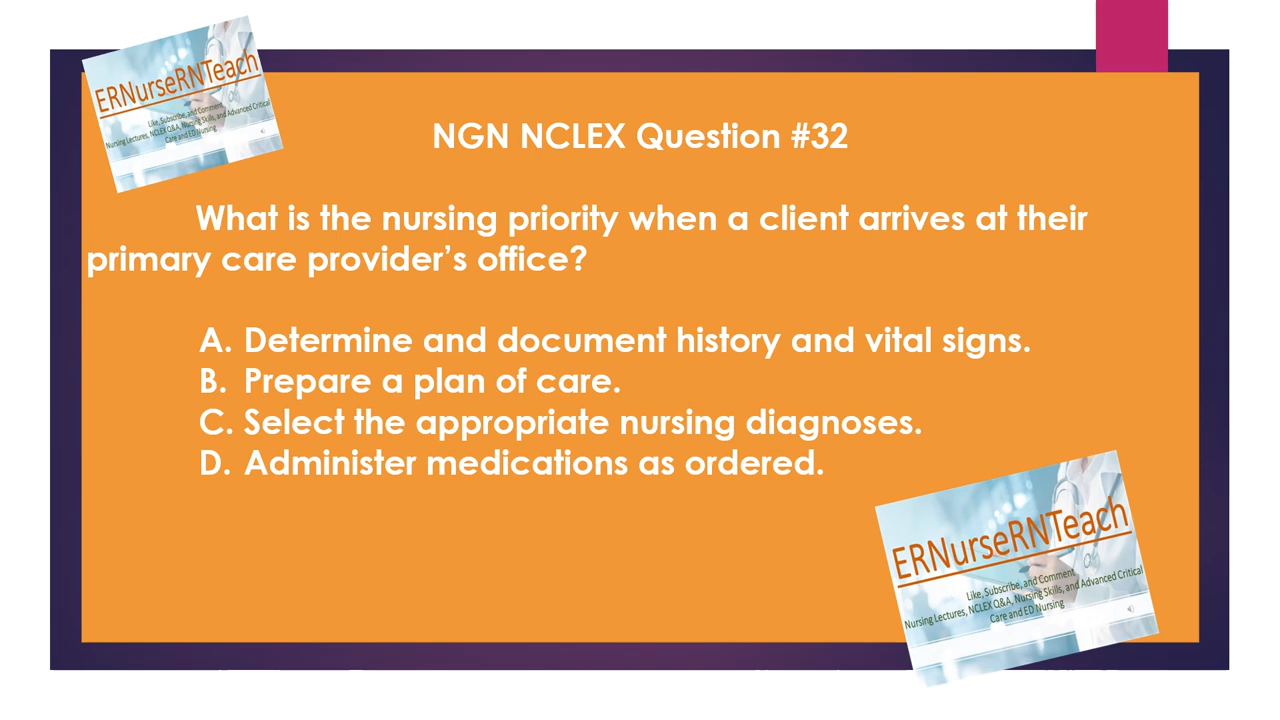 ERNurseRNTeach
Like, Subscribe, and Comment
Nursing Lectures, NCLEX Q&A, Nursing Skills, and Advanced Critical
Care and ED Nursing
NGN NCLEX Question #32
What is the nursing priority when a client arrives at their
primary care provider’s office?
A. Determine and document history and vital signs.
B. Prepare a plan of care.
C. Select the appropriate nursing diagnoses.
D. Administer medications as ordered.
ERNurseRNTeach
Like, Subscribe, and Comment
Nursing Lectures, NCLEX Q&A, Nursing Skills, and Advanced Critical
Care and ED Nursing